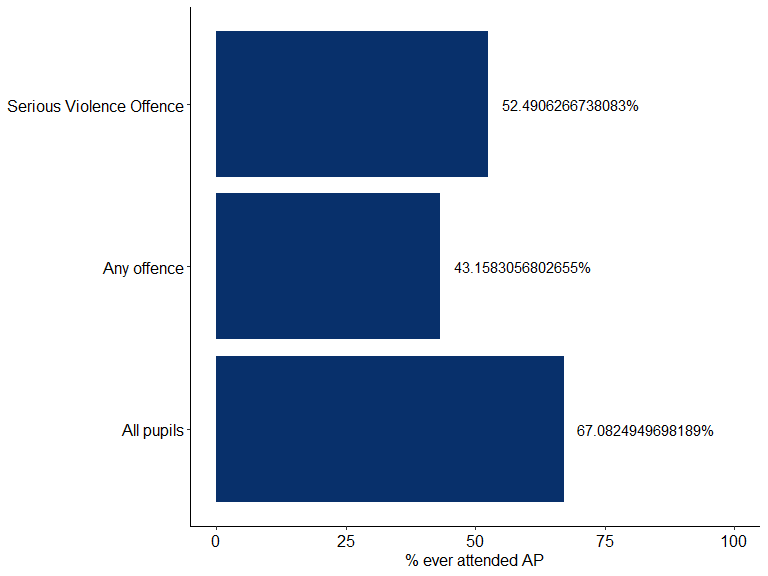 Serious Violence Offence
52.4906266738083%
Any offence
43.1583056802655%
All pupils
67.0824949698189%
0 25 50 75 100
% ever attended AP